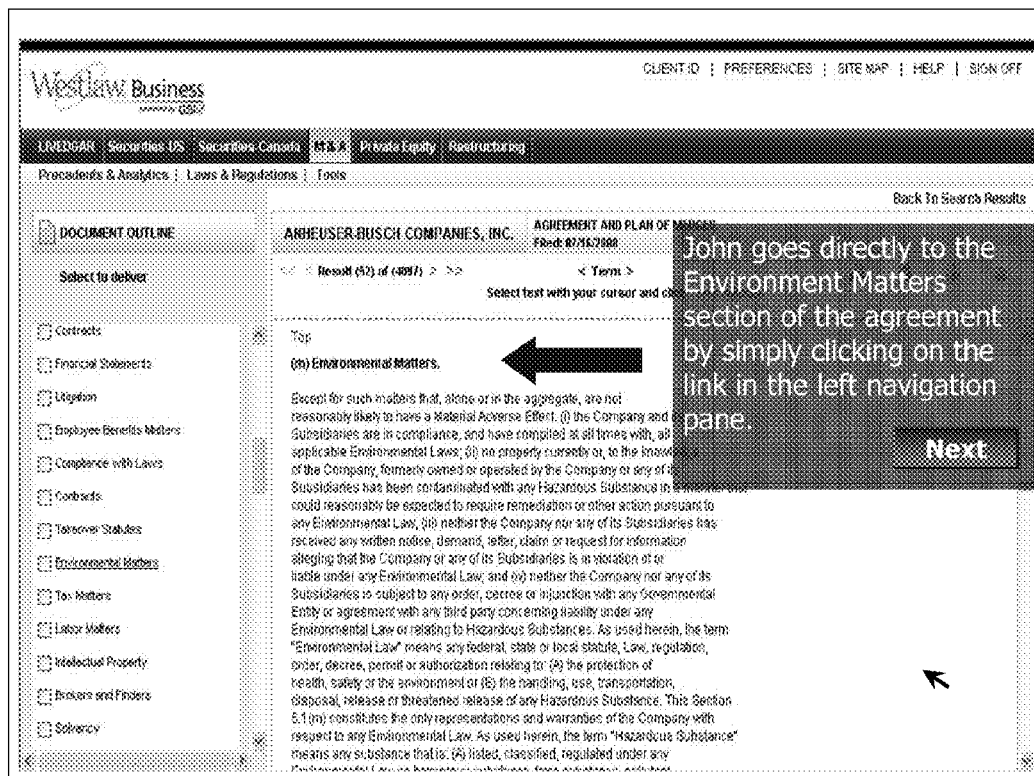 CLIENT ID | PREFERENCES | SITE MAP | HELP | SIGN OFF
Westlaw Business
LIVEDGAR Securities US Securities Canada M & A Private Equity Restructuring
Precedents & Analytics | Laws & Regulations | Tools
Back To Search Results
DOCUMENT OUTLINE
Select to deliver
Contracts
Financial Statements
Litigation
Employee Benefits Matters
Compliance with Laws
Contracts
Takeover Statutes
Environmental Matters
Tax Matters
Labor Matters
Intellectual Property
Brokers and Finders
Solvency
ANHEUSER-BUSCH COMPANIES, INC.
AGREEMENT AND PLAN OF MERGER
Filed: 07/16/2008
<< < Result (52) of (4097) > >>
< Term >
Select text with your cursor and
Top
(m) Environmental Matters.
Except for such matters that, alone or in the aggregate, are not
reasonably likely to have a Material Adverse Effect: (i) the Company and
Subsidiaries are in compliance, and have complied at all times with, all
applicable Environmental Laws; (ii) no property currently or, to the
of the Company, formerly owned or operated by the Company or any of
Subsidiaries has been contaminated with any Hazardous Substance in a
could reasonably be expected to require remediation or other action pursuant to
any Environmental Law; (iii) neither the Company nor any of its Subsidiaries has
received any written notice, demand, letter, claim or request for information
alleging that the Company or any of its Subsidiaries is in violation of or
liable under any Environmental Law; and (iv) neither the Company nor any of its
Subsidiaries is subject to any order, decree or injunction with any Governmental
Entity or agreement with any third party concerning liability under any
Environmental Law or relating to Hazardous Substances. As used herein, the term
"Environmental Law" means any federal, state or local statute, Law, regulation,
order, decree, permit or authorization relating to: (A) the protection of
health, safety or the environment or (B) the handling, use, transportation,
disposal, release or threatened release of any Hazardous Substance. This Section
5.1(m) constitutes the only representations and warranties of the Company with
respect to any Environmental Law. As used herein, the term "Hazardous Substance"
means any substance that is: (A) listed, classified, regulated under any
John goes directly to the
Environment Matters
section of the agreement
by simply clicking on the
link in the left navigation
pane.
Next